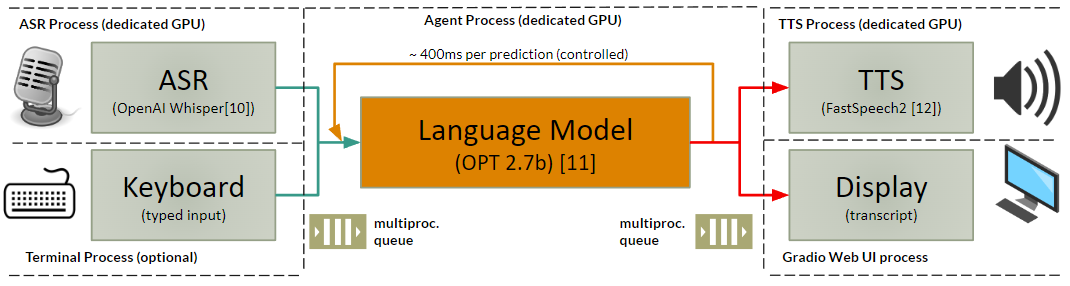 ASR Process (dedicated GPU)
ASR
(OpenAI Whisper[10])
Keyboard
(typed input)
Terminal Process (optional)
Agent Process (dedicated GPU)
~ 400ms per prediction (controlled)
Language Model
(OPT 2.7b) [11]
multiproc.
queue
multiproc.
queue
TTS Process (dedicated GPU)
TTS
(FastSpeech2 [12])
Display
(transcript)
Gradio Web UI process